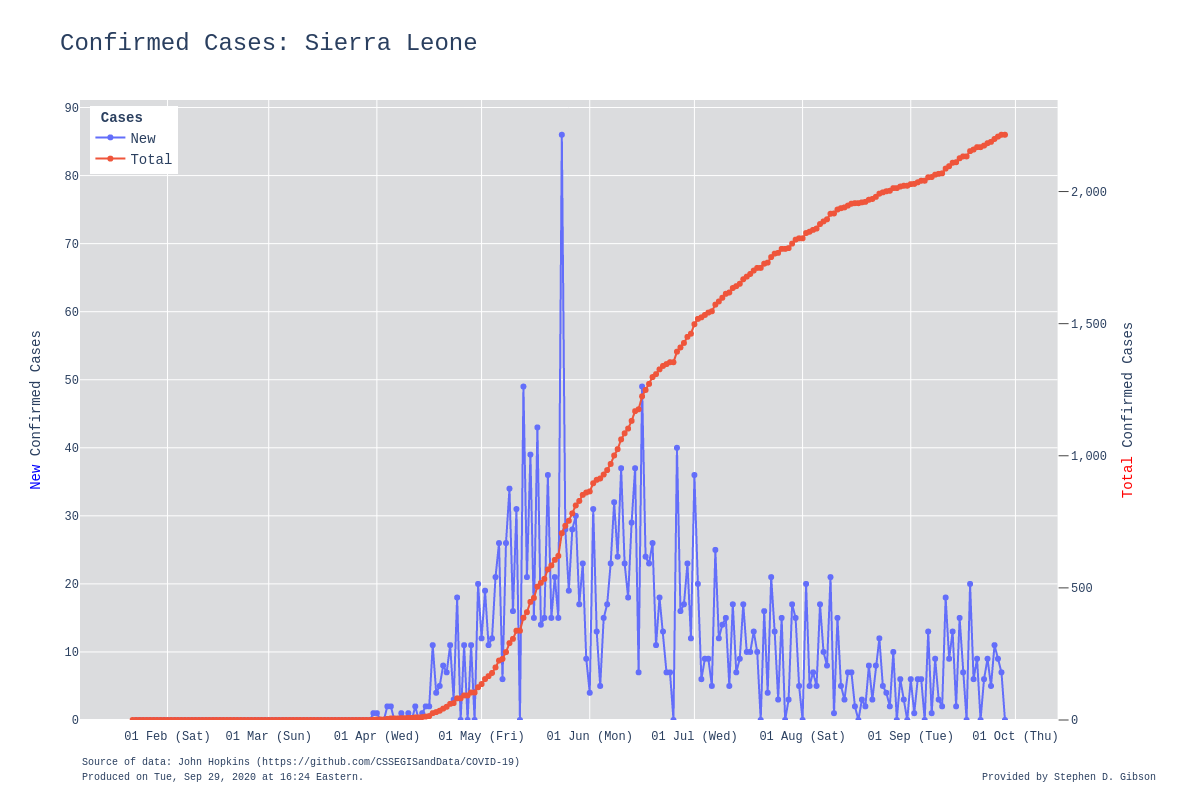 Confirmed Cases: Sierra Leone
Cases
New
Total
90
80
70
60
50
40
30
20
10
0
New Confirmed Cases
2,000
1,500
1,000
500
0
Total Confirmed Cases
01 Feb (Sat)
01 Mar (Sun)
01 Apr (Wed)
01 May (Fri)
01 Jun (Mon)
01 Jul (Wed)
01 Aug (Sat)
01 Sep (Tue)
01 Oct (Thu)
Source of data: John Hopkins (https://github.com/CSSEGISandData/COVID-19)
Produced on Tue, Sep 29, 2020 at 16:24 Eastern.
Provided by Stephen D. Gibson